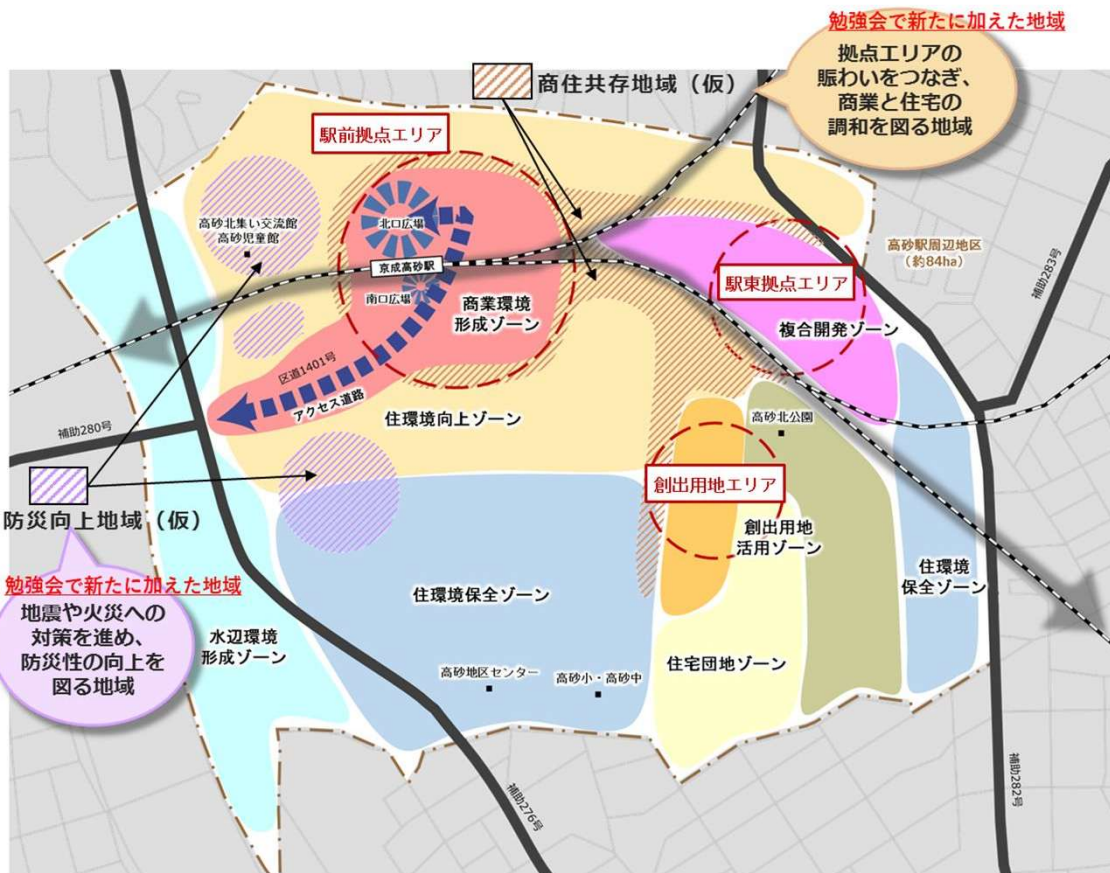 勉強会で新たに加えた地域
拠点エリアの
賑わいをつなぎ、
商業と住宅の
調和を図る地域
商住共存地域（仮）
駅前拠点エリア
高砂北集い交流館
高砂児童館
北口広場
京成高砂駅
南口広場
商業環境
形成ゾーン
高砂駅周辺地区
（約84ha）
補助283号
駅東拠点エリア
複合開発ゾーン
区道1401号
アクセス道路
住環境向上ゾーン
補助280号
高砂北公園
創出用地エリア
創出用地
活用ゾーン
防災向上地域（仮）
勉強会で新たに加えた地域
地震や火災への
対策を進め、
防災性の向上を
図る地域
水辺環境
形成ゾーン
住環境保全ゾーン
住環境
保全ゾーン
住宅団地ゾーン
高砂地区センター
高砂小・高砂中
補助276号
補助282号